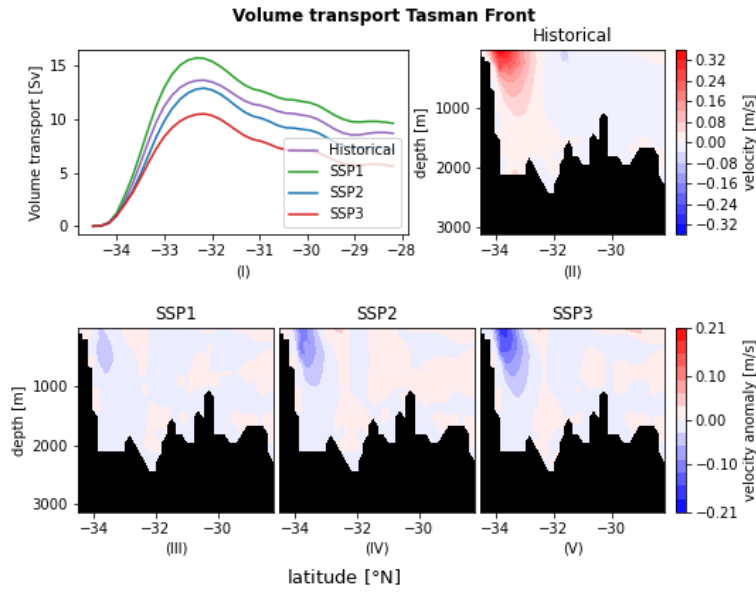 Volume transport Tasman Front
Historical
Volume transport [Sv]
15
10
5
0
Historical
SSP1
SSP2
SSP3
−34
−33
−32
−31
−30
−29
−28
(I)
depth [m]
1000
2000
3000
−34
−32
−30
(II)
0.32
0.24
0.16
0.08
0.00
−0.08
−0.16
−0.24
−0.32
velocity [m/s]
SSP1
SSP2
SSP3
depth [m]
1000
2000
3000
−34
−32
−30
(III)
−34
−32
−30
(IV)
−34
−32
−30
(V)
0.21
0.10
0.00
−0.10
−0.21
velocity anomaly [m/s]
latitude [°N]